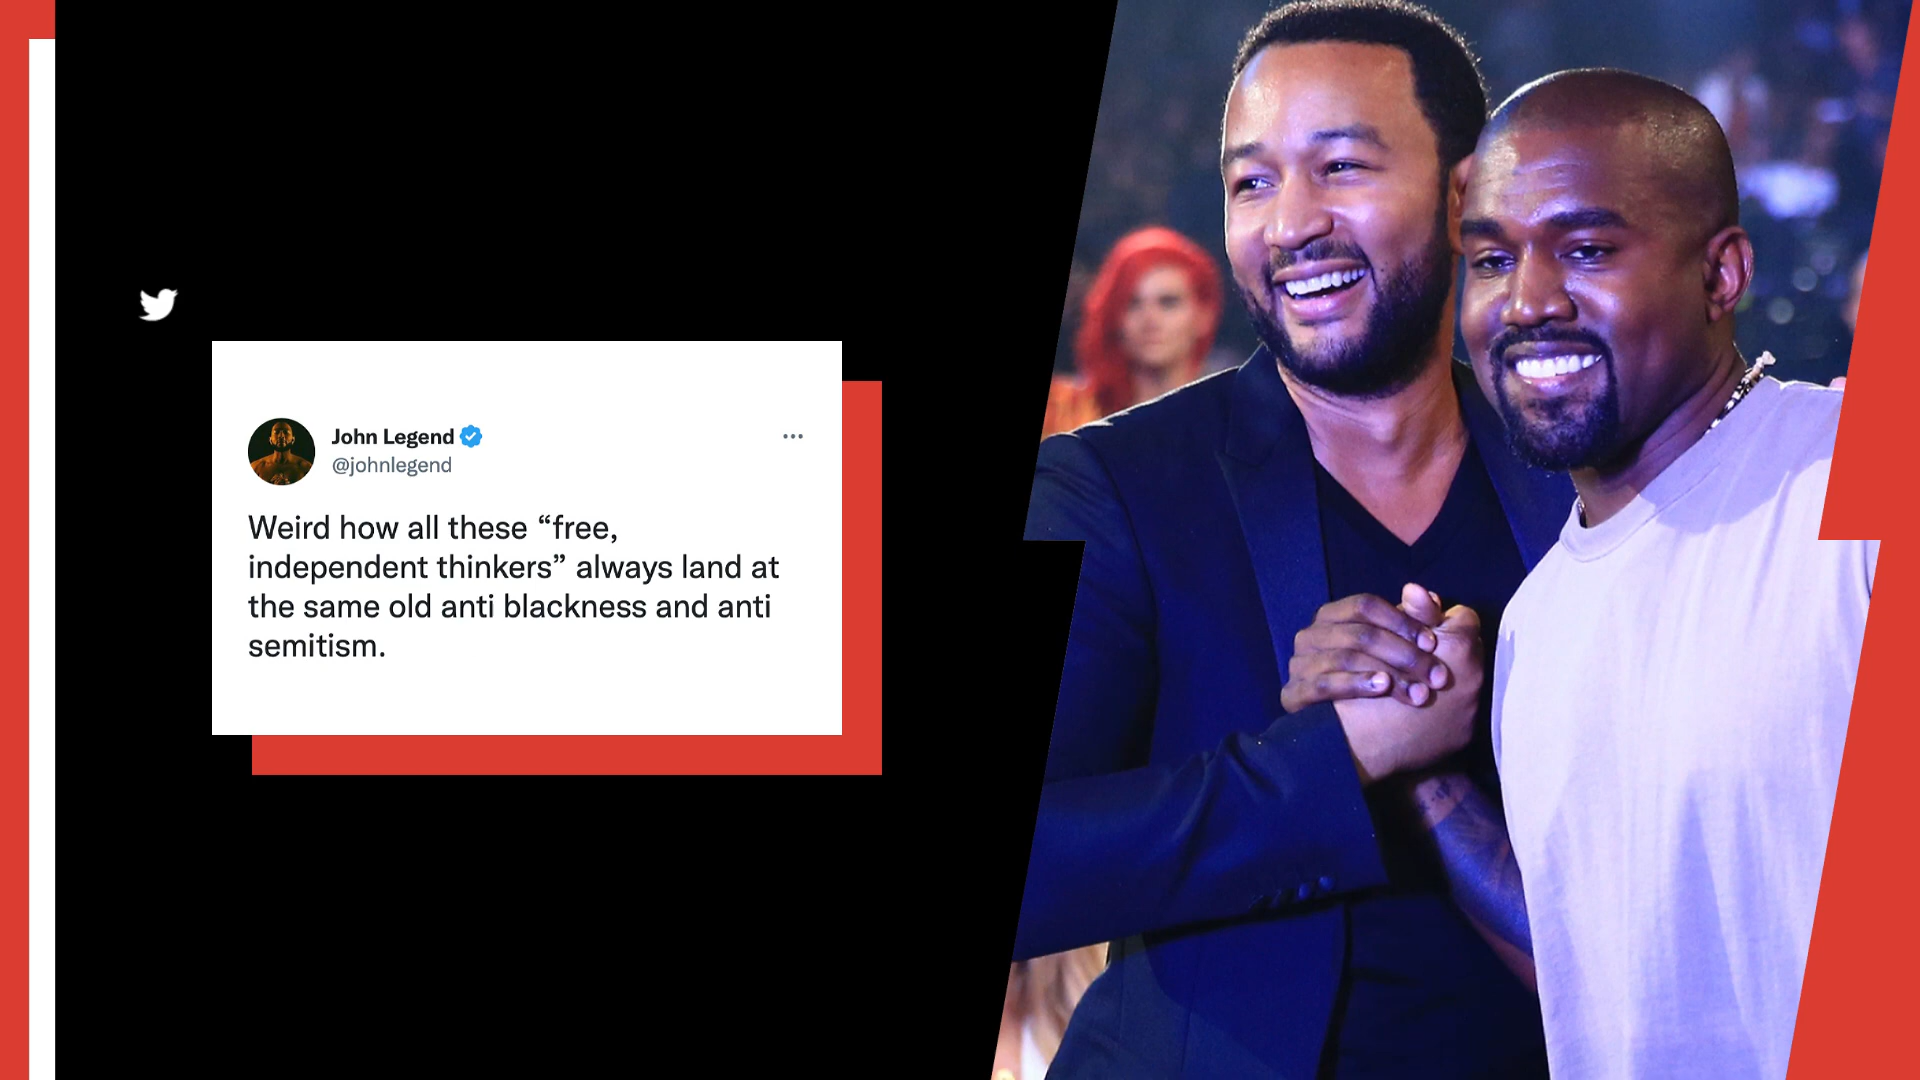 John Legend
@johnlegend
Weird how all these “free,
independent thinkers” always land at
the same old anti blackness and anti
semitism.